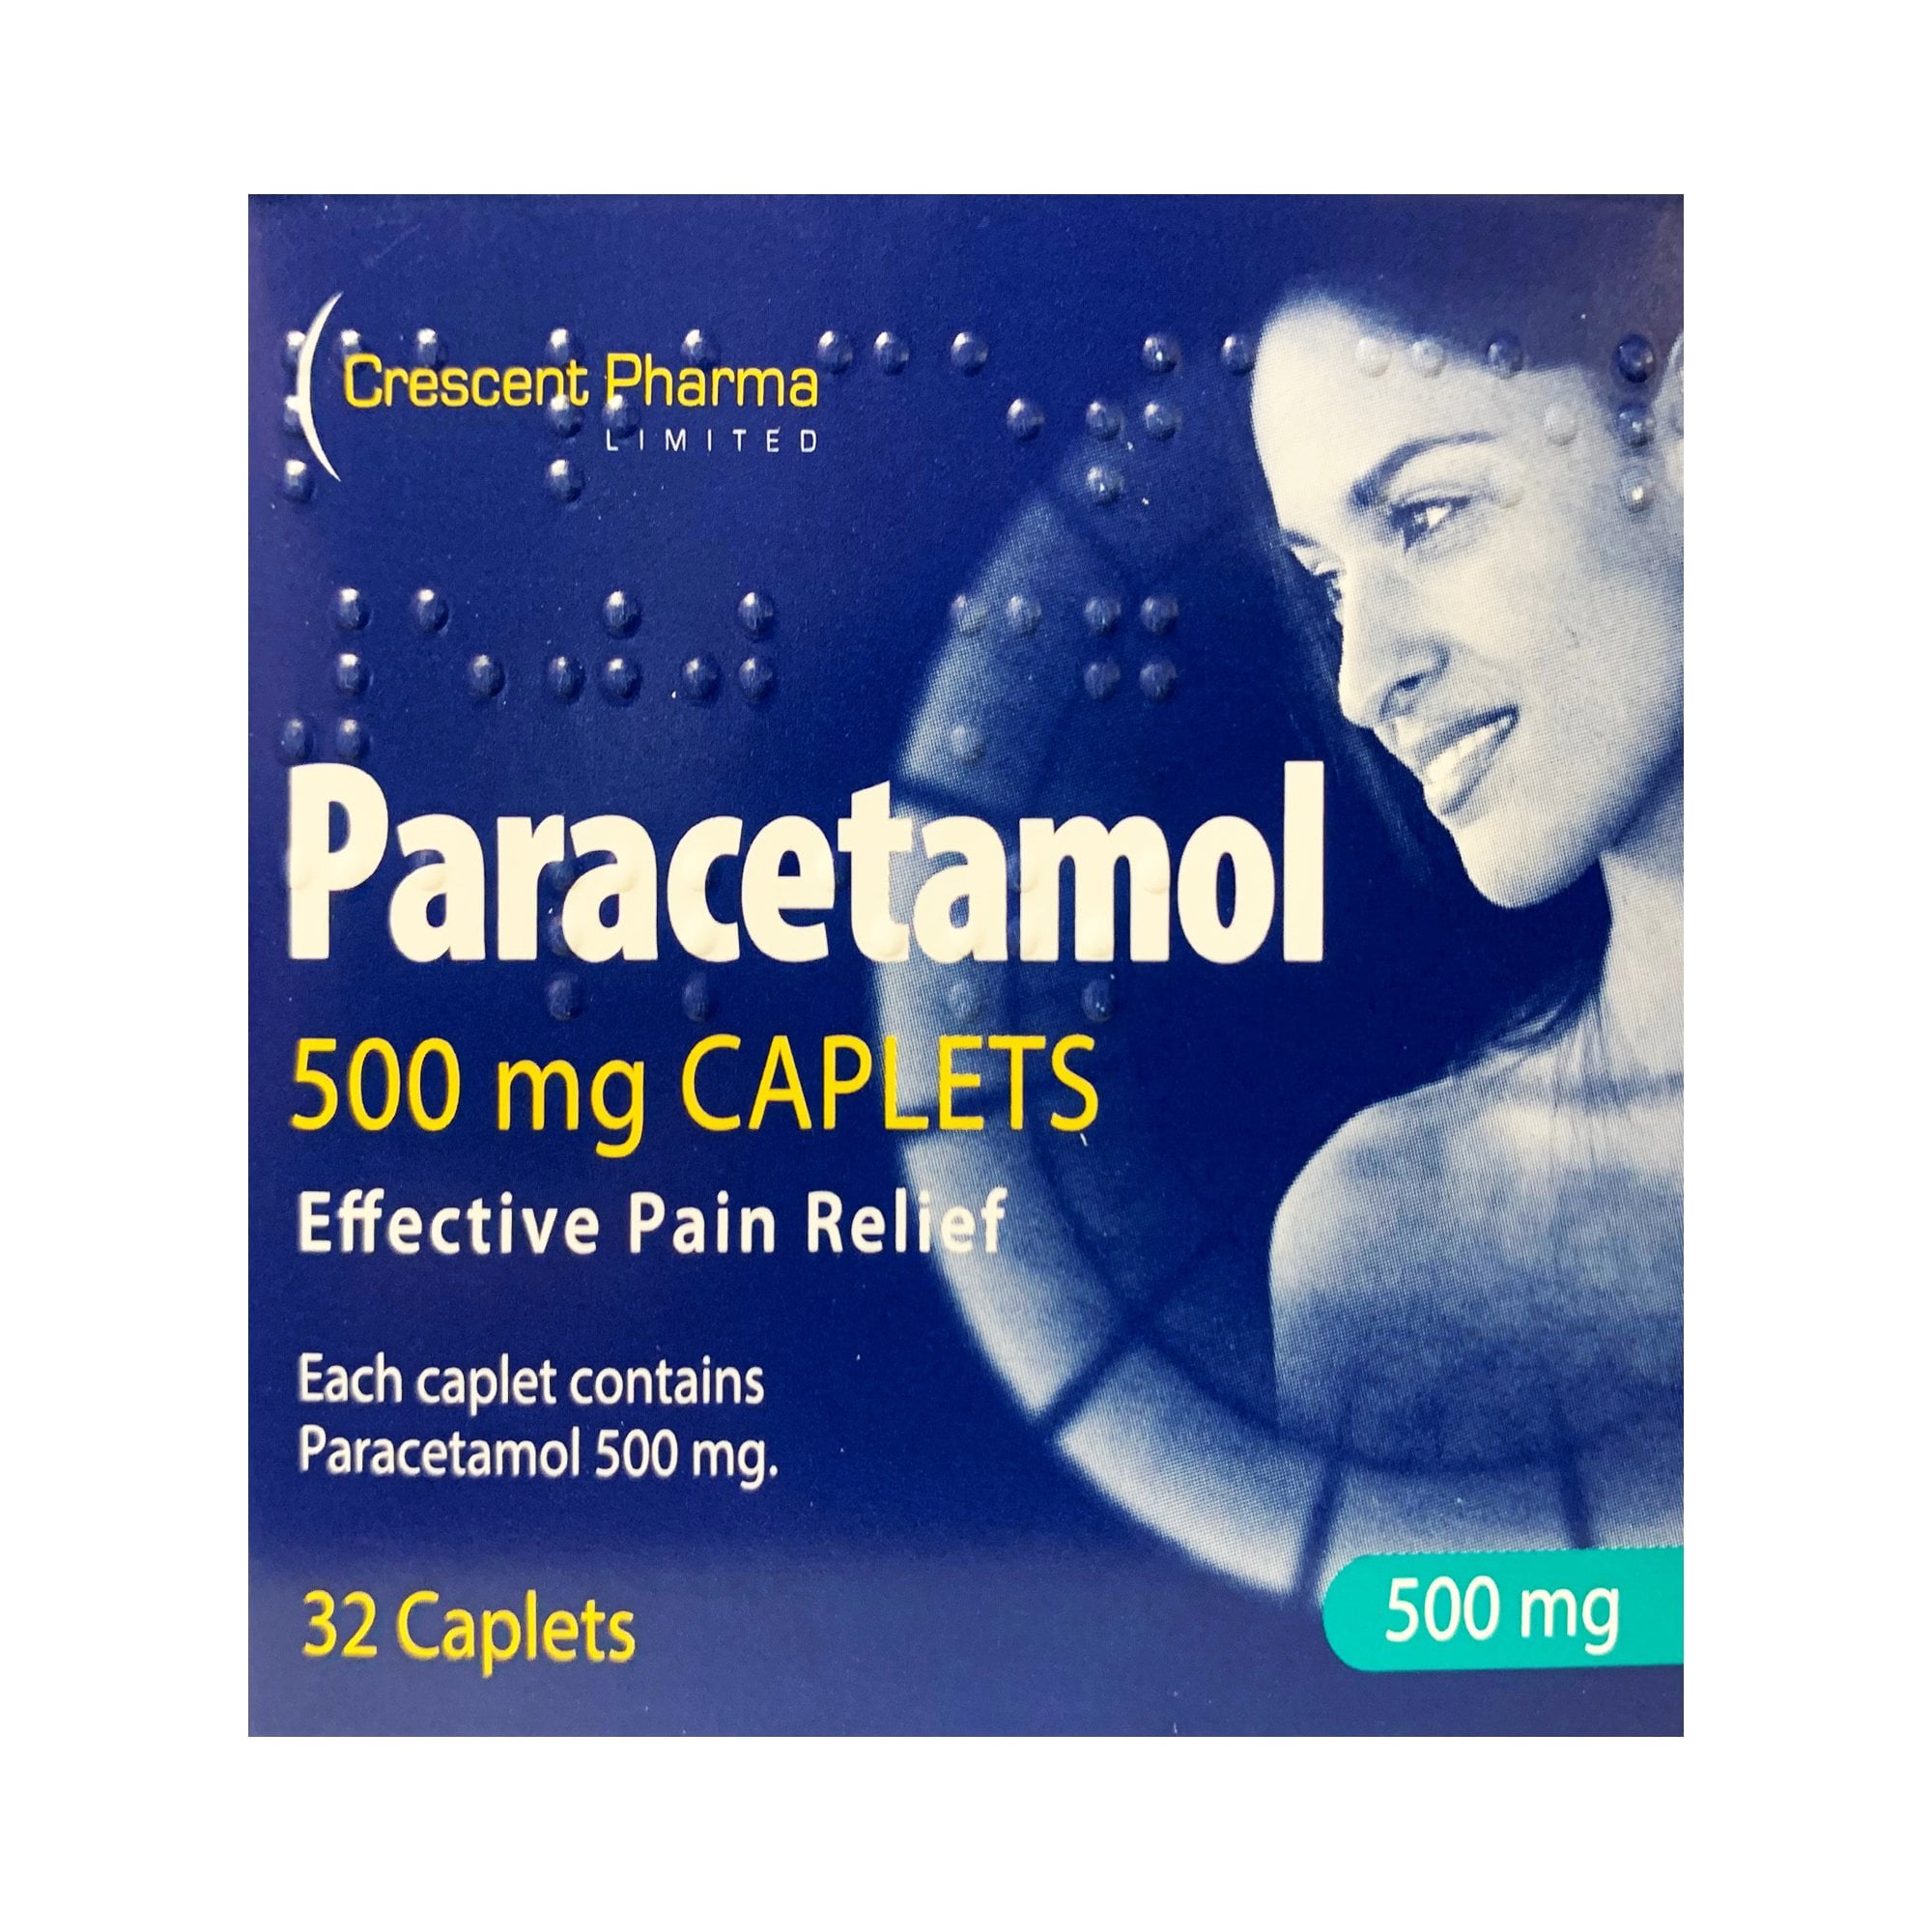 Crescent Pharma
LIMITED
Paracetamol
500 mg CAPLETS
Effective Pain Relief
Each caplet contains
Paracetamol 500 mg.
32 Caplets
500 mg